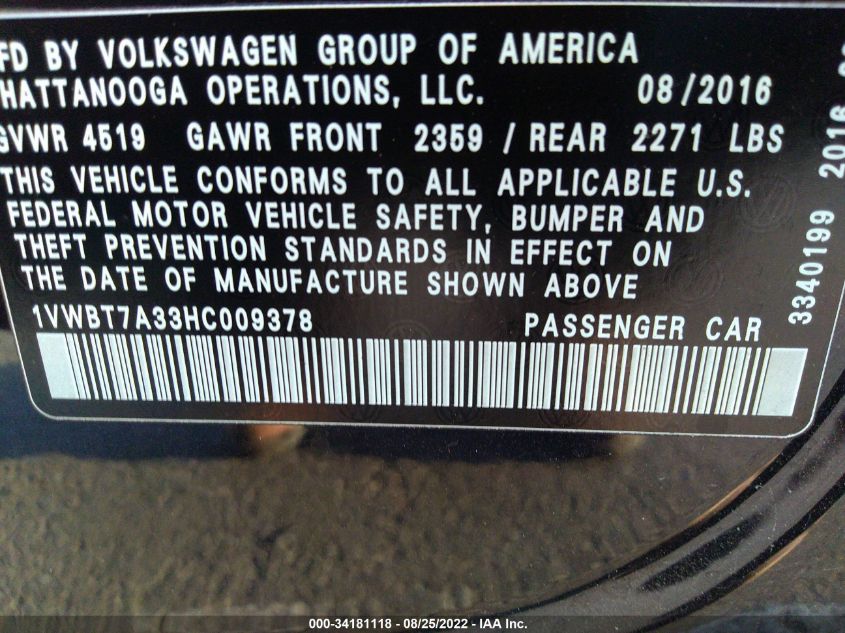 FD BY VOLKSWAGEN GROUP OF AMERICA
HATTANOOGA OPERATIONS, LLC. 08/2016
GVWR 4519 GAWR FRONT 2359 / REAR 2271 LBS
THIS VEHICLE CONFORMS TO ALL APPLICABLE U.S.
FEDERAL MOTOR VEHICLE SAFETY, BUMPER AND
THEFT PREVENTION STANDARDS IN EFFECT ON
THE DATE OF MANUFACTURE SHOWN ABOVE
1VWBT7A33HC009378 PASSENGER CAR
3340199 2016
000-34181118 - 08/25/2022 - IAA Inc.